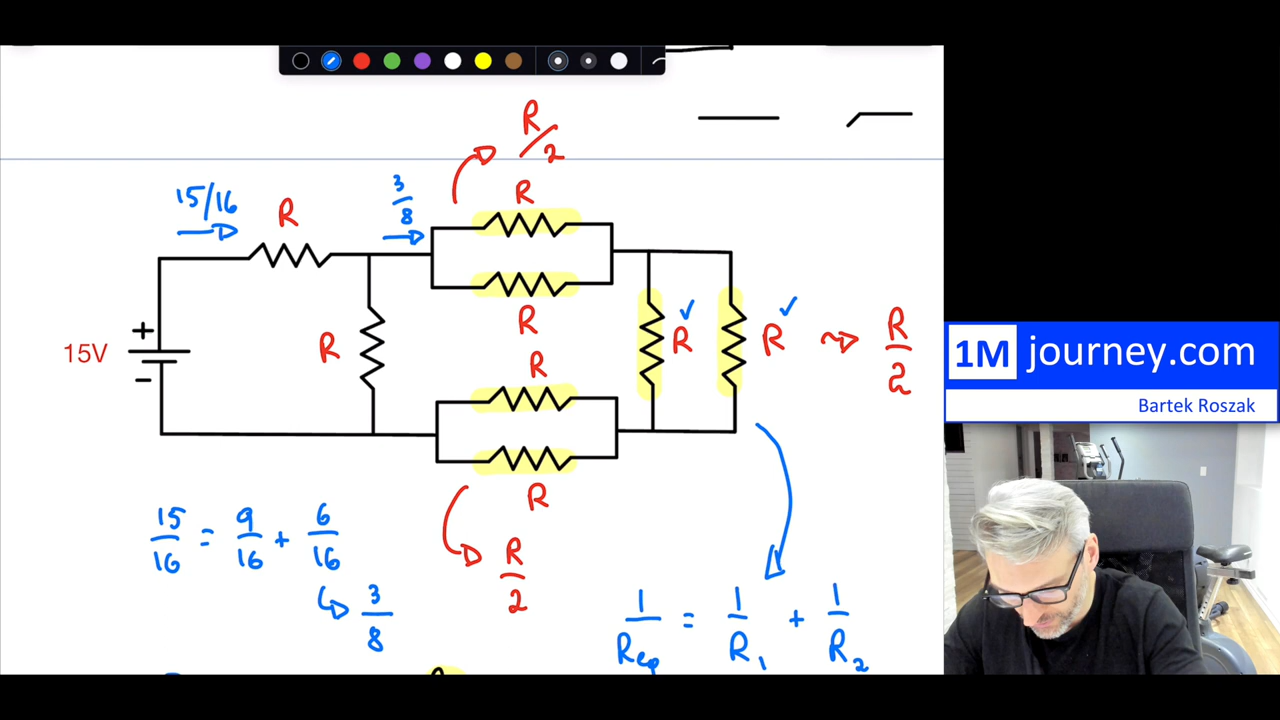 R/2
15/16
R
3/8
R
R
15V
+
-
R
R ✓
R ✓
⤳ R/2
R
R
R/2
15/16 = 9/16 + 6/16
↳ 3/8
1/Req = 1/R₁ + 1/R₂
1M journey.com
Bartek Roszak